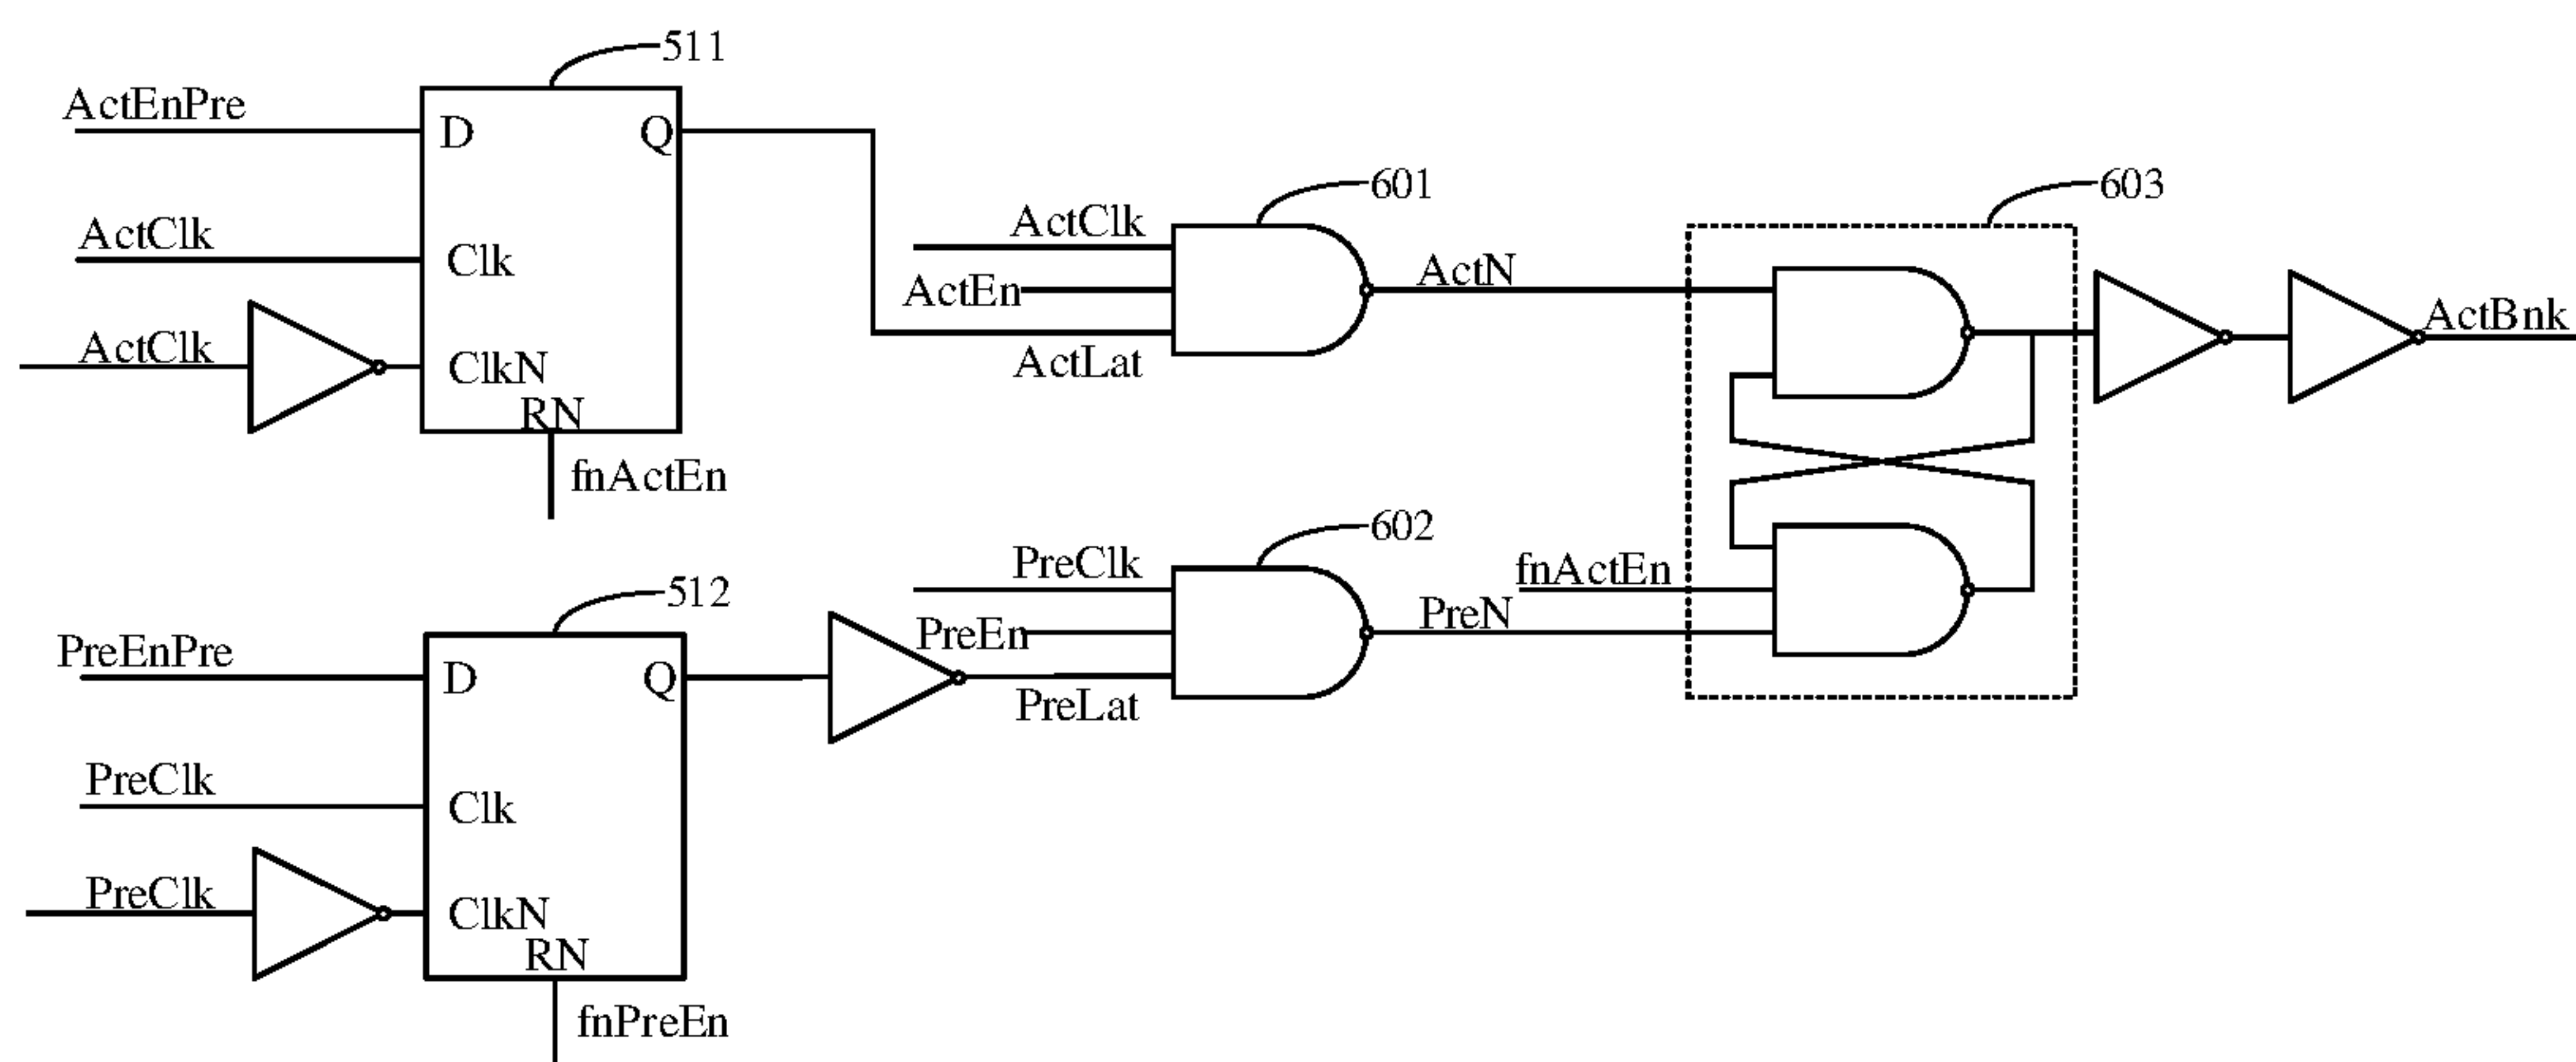 511
ActEnPre
D
Q
ActClk
Clk
ActClk
ClkN
RN
fnActEn
601
ActClk
ActEn
ActLat
ActN
603
ActBnk
512
PreEnPre
D
Q
PreClk
Clk
PreClk
ClkN
RN
fnPreEn
602
PreClk
PreEn
PreLat
fnActEn
PreN